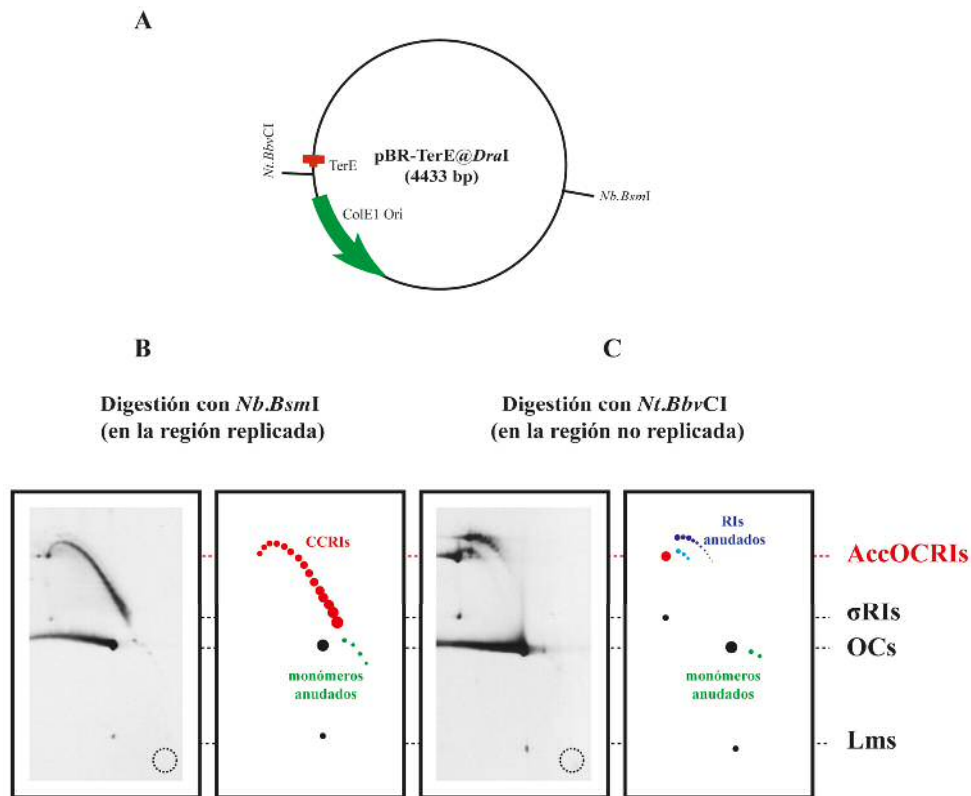 A
Nt.BbvCI
TerE
pBR-TerE@DraI
(4433 bp)
Nb.BsmI
ColE1 Ori
B
C
Digestión con Nb.BsmI
(en la región replicada)
Digestión con Nt.BbvCI
(en la región no replicada)
CCRIs
monómeros
anudados
RIs
anudados
monómeros
anudados
AccOCRIs
σRIs
OCs
Lms